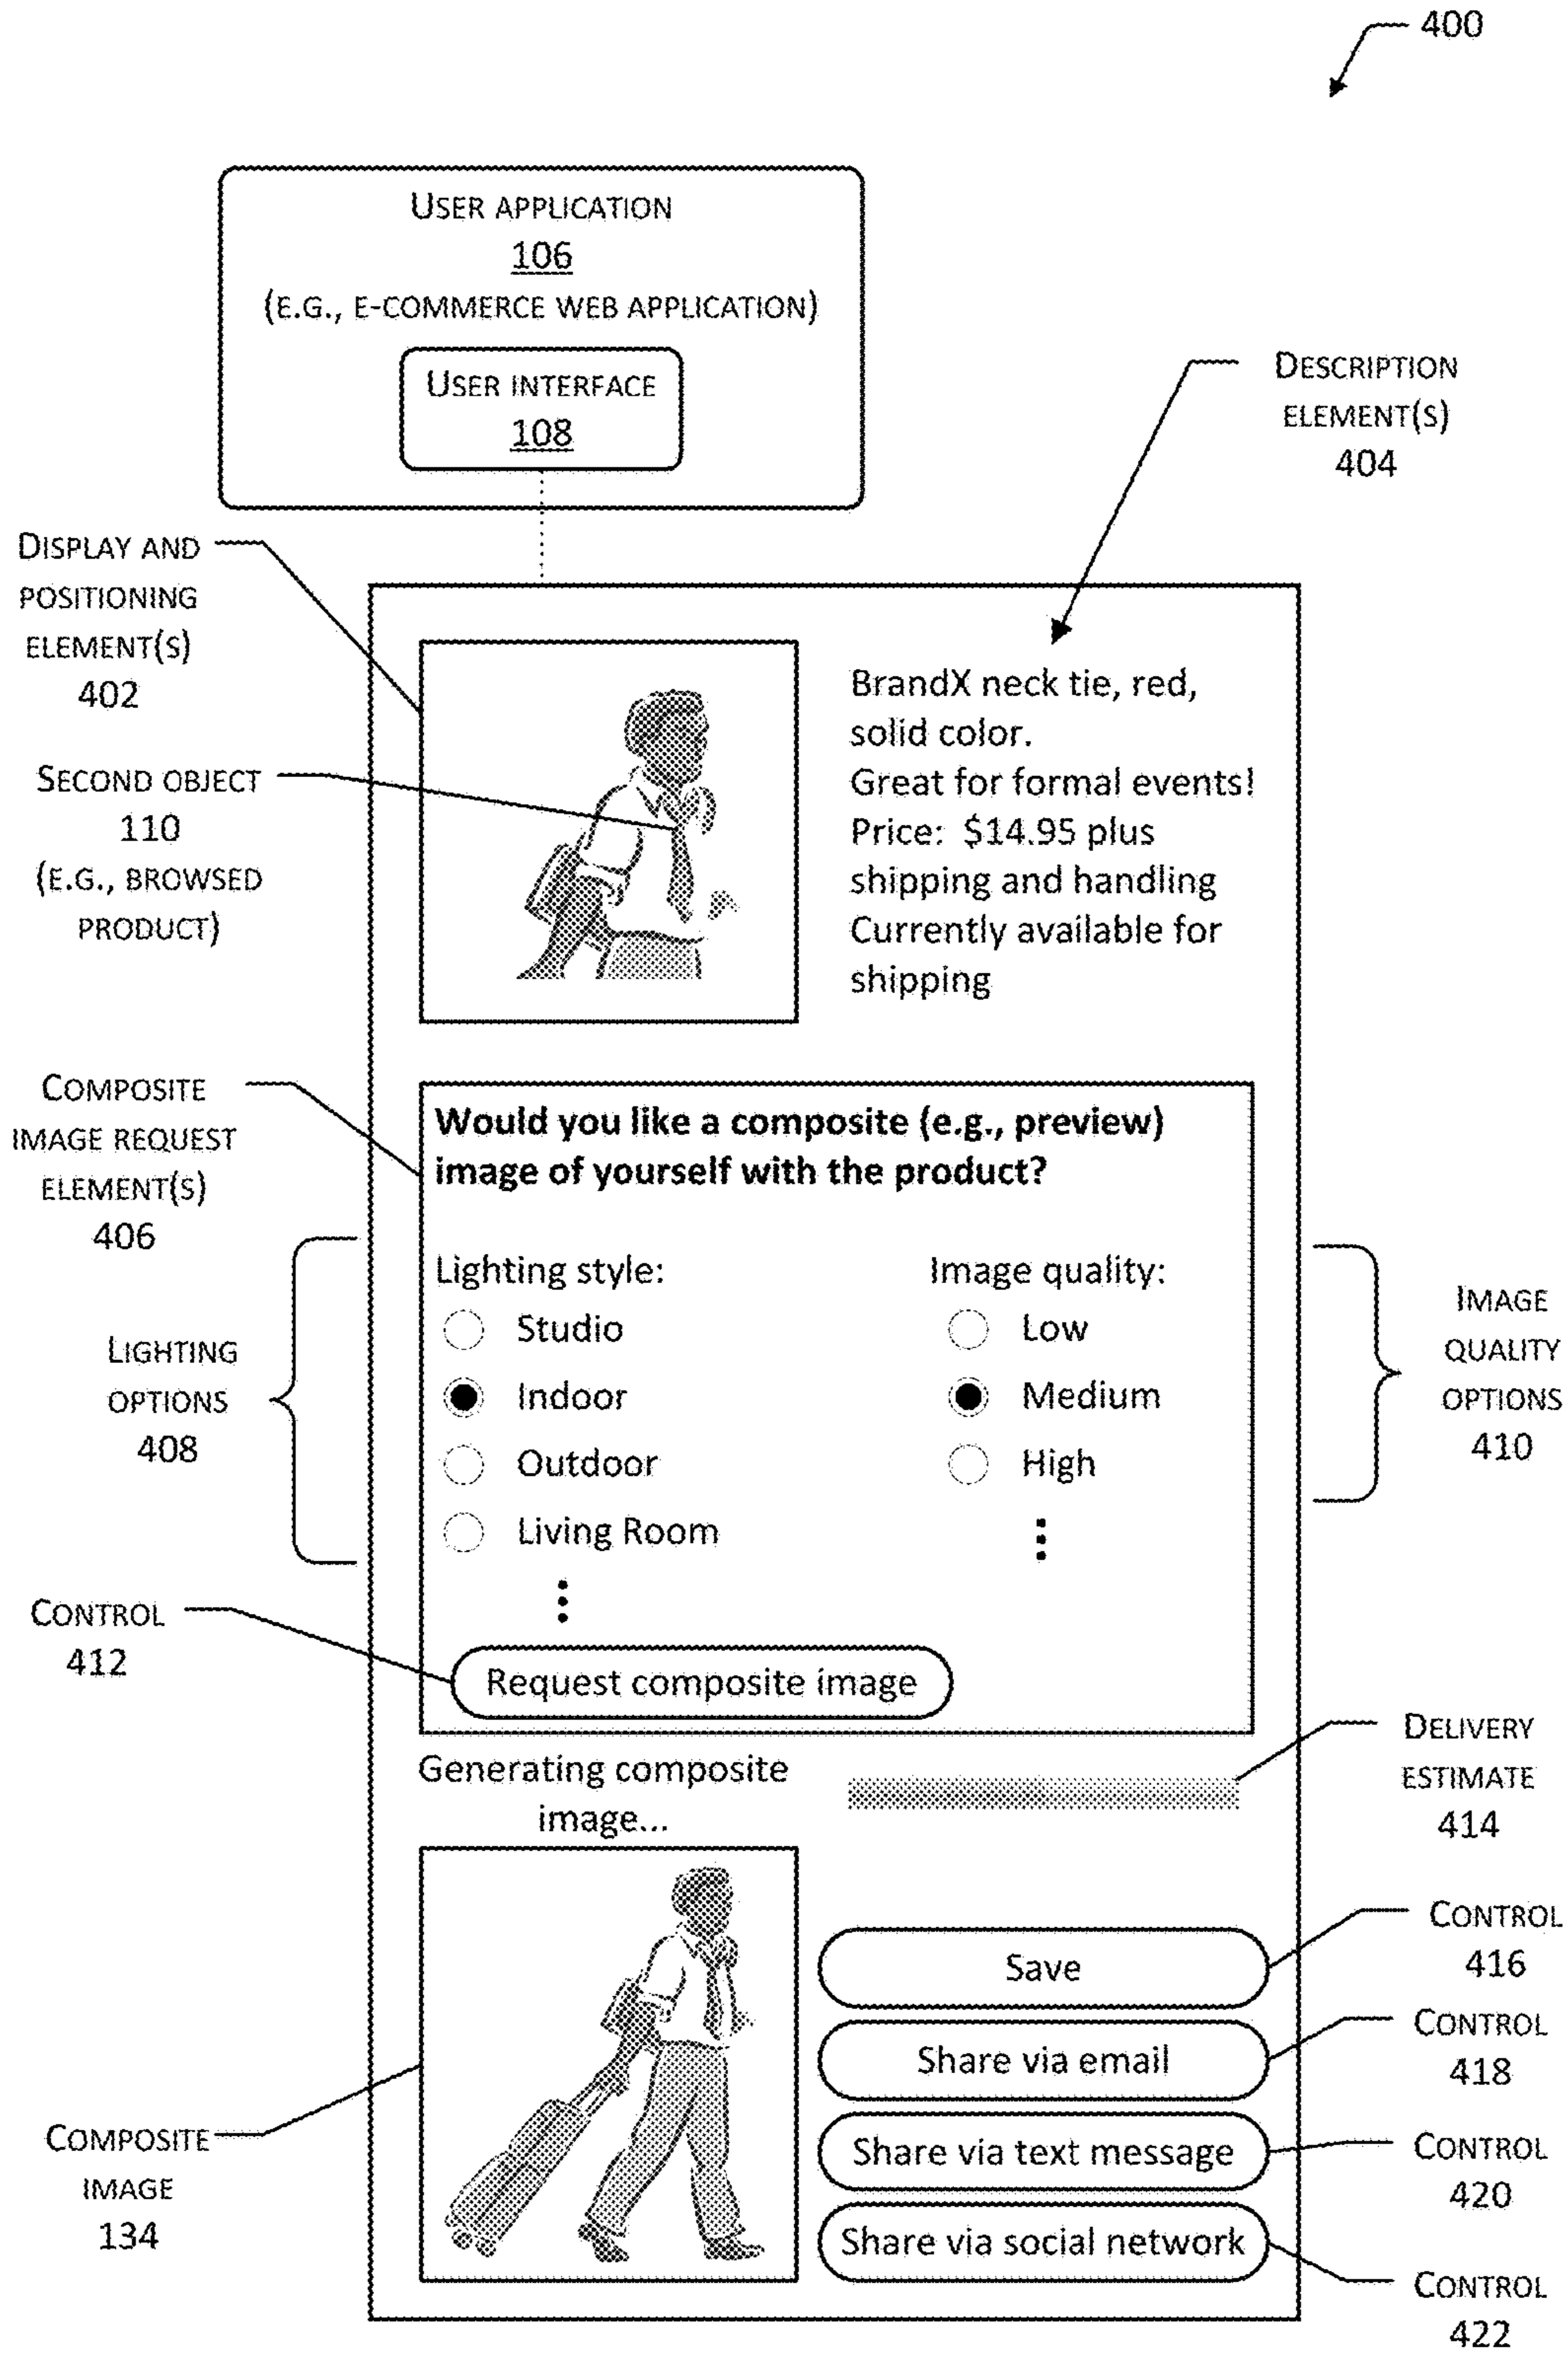 400
USER APPLICATION
106
(E.G., E-COMMERCE WEB APPLICATION)
USER INTERFACE
108
DESCRIPTION
ELEMENT(S)
404
DISPLAY AND
POSITIONING
ELEMENT(S)
402
SECOND OBJECT
110
(E.G., BROWSED
PRODUCT)
BrandX neck tie, red,
solid color.
Great for formal events!
Price:  $14.95 plus
shipping and handling
Currently available for
shipping
COMPOSITE
IMAGE REQUEST
ELEMENT(S)
406
Would you like a composite (e.g., preview)
image of yourself with the product?
LIGHTING
OPTIONS
408
Lighting style:
Studio
Indoor
Outdoor
Living Room
Image quality:
Low
Medium
High
IMAGE
QUALITY
OPTIONS
410
CONTROL
412
Request composite image
Generating composite
image...
DELIVERY
ESTIMATE
414
COMPOSITE
IMAGE
134
Save
CONTROL
416
Share via email
CONTROL
418
Share via text message
CONTROL
420
Share via social network
CONTROL
422